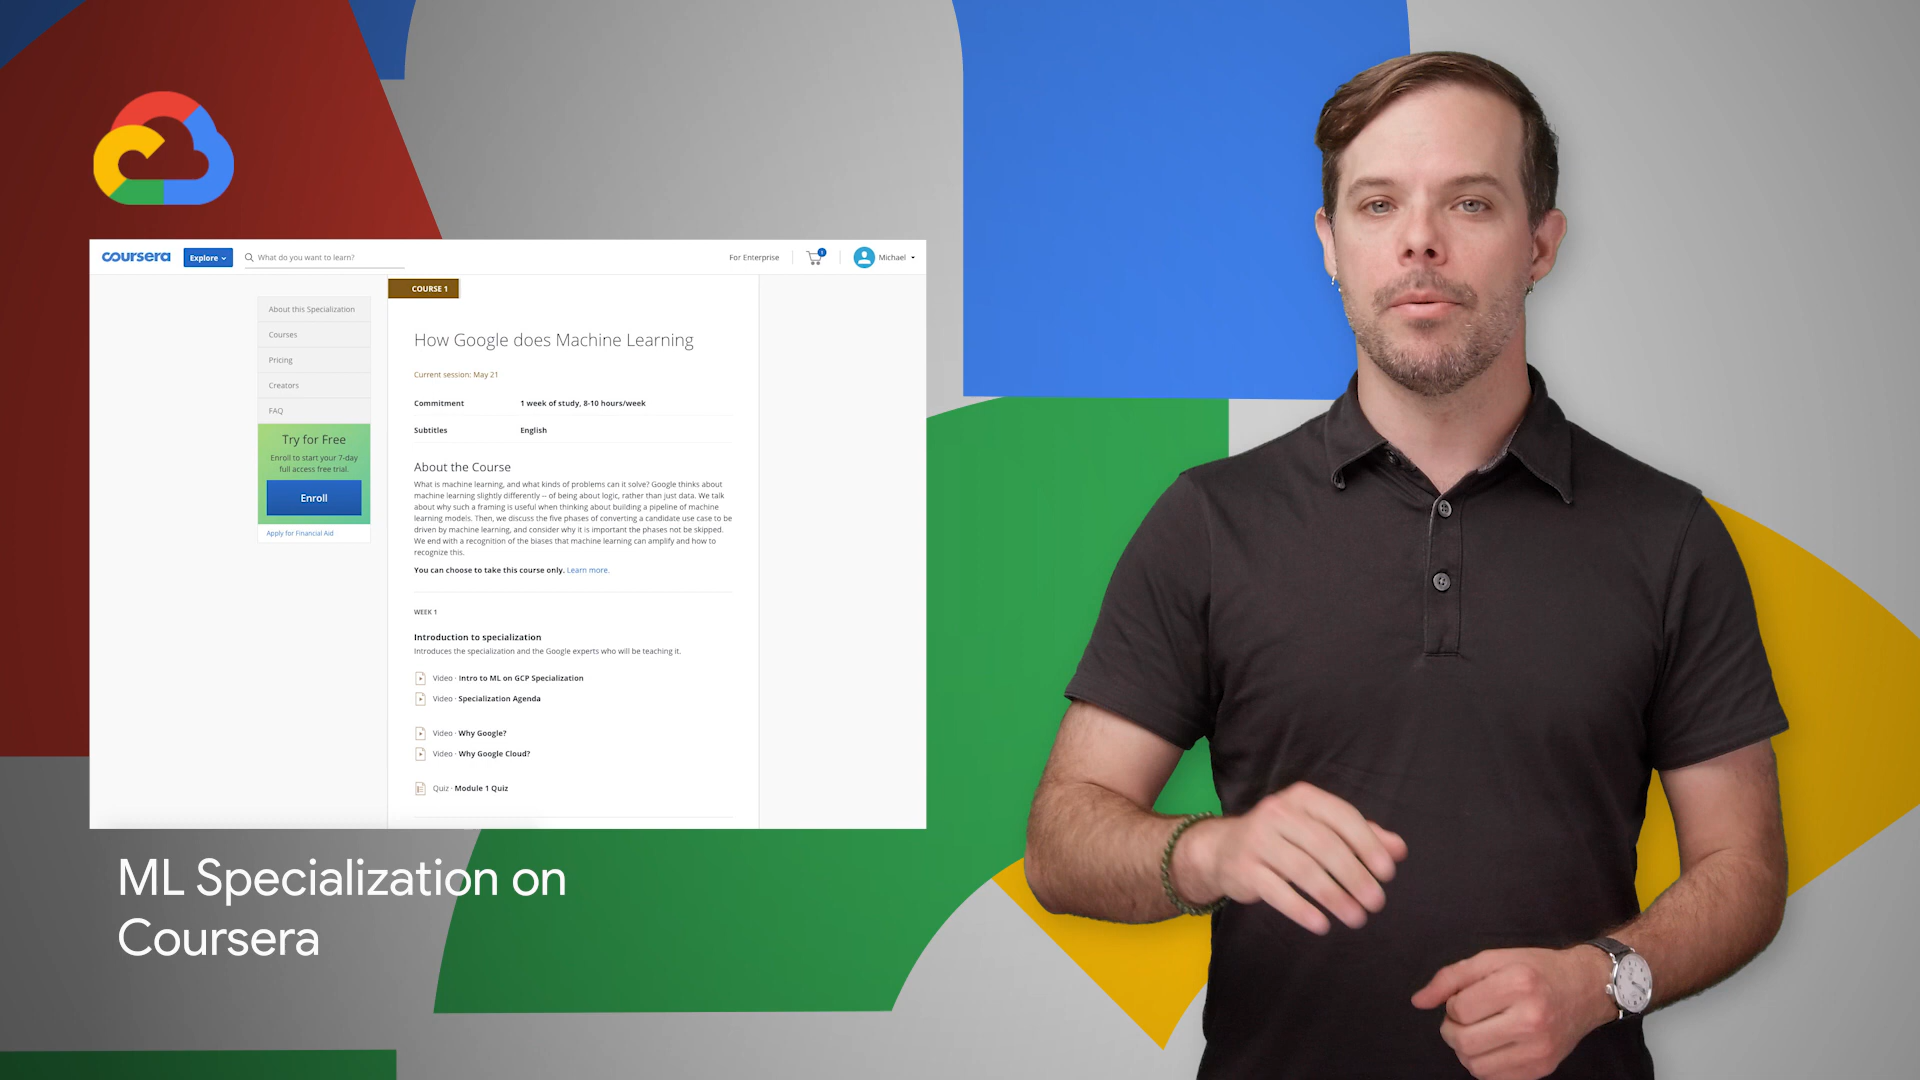 coursera
Explore
What do you want to learn?
For Enterprise
1
Michael
About this Specialization
Courses
Pricing
Creators
FAQ
Try for Free
Enroll to start your 7-day
full access free trial.
Enroll
Apply for Financial Aid
COURSE 1
How Google does Machine Learning
Current session: May 21
Commitment 1 week of study, 8-10 hours/week
Subtitles English
About the Course
What is machine learning, and what kinds of problems can it solve? Google thinks about
machine learning slightly differently -- of being about logic, rather than just data. We talk
about why such a framing is useful when thinking about building a pipeline of machine
learning models. Then, we discuss the five phases of converting a candidate use case to be
driven by machine learning, and consider why it is important the phases not be skipped.
We end with a recognition of the biases that machine learning can amplify and how to
recognize this.
You can choose to take this course only. Learn more.
WEEK 1
Introduction to specialization
Introduces the specialization and the Google experts who will be teaching it.
Video · Intro to ML on GCP Specialization
Video · Specialization Agenda
Video · Why Google?
Video · Why Google Cloud?
Quiz · Module 1 Quiz
ML Specialization on
Coursera